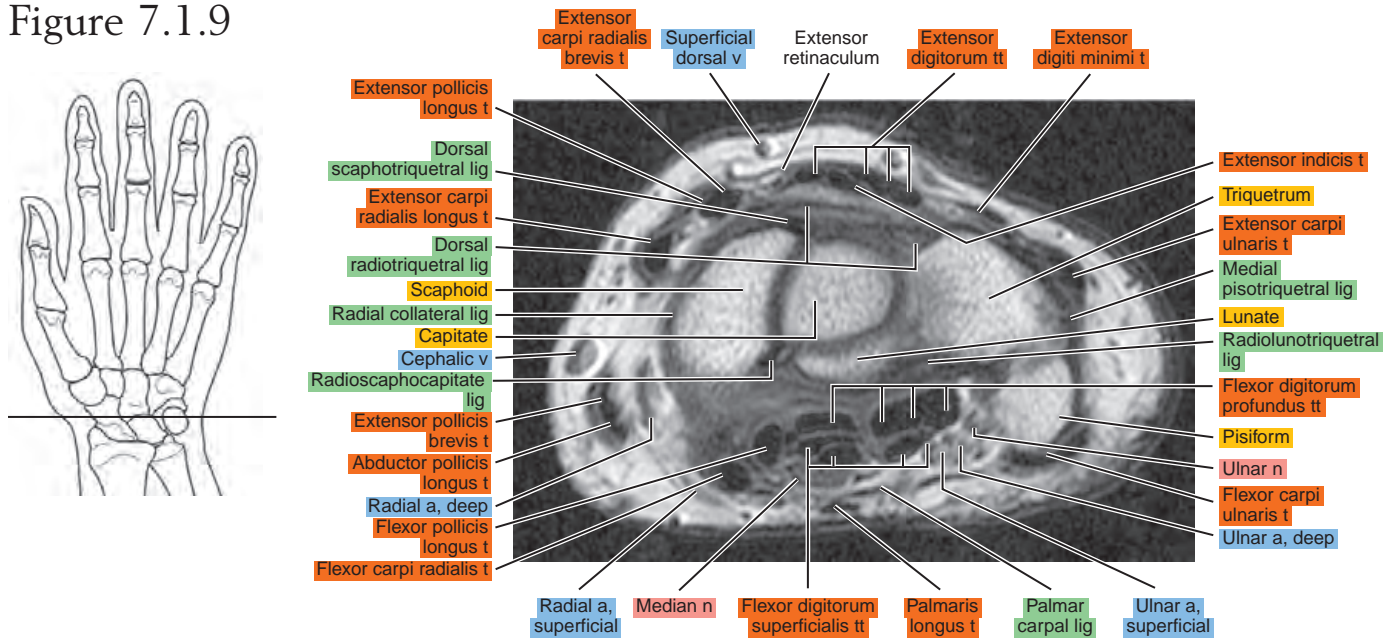 Figure 7.1.9
Extensor
carpi radialis
brevis t
Superficial
dorsal v
Extensor
retinaculum
Extensor
digitorum tt
Extensor
digiti minimi t
Extensor pollicis
longus t
Dorsal
scaphotriquetral lig
Extensor carpi
radialis longus t
Dorsal
radiotriquetral lig
Scaphoid
Radial collateral lig
Capitate
Cephalic v
Radioscaphocapitate
lig
Extensor pollicis
brevis t
Abductor pollicis
longus t
Radial a, deep
Flexor pollicis
longus t
Flexor carpi radialis t
Extensor indicis t
Triquetrum
Extensor carpi
ulnaris t
Medial
pisotriquetral lig
Lunate
Radiolunotriquetral
lig
Flexor digitorum
profundus tt
Pisiform
Ulnar n
Flexor carpi
ulnaris t
Ulnar a, deep
Radial a,
superficial
Median n
Flexor digitorum
superficialis tt
Palmaris
longus t
Palmar
carpal lig
Ulnar a,
superficial